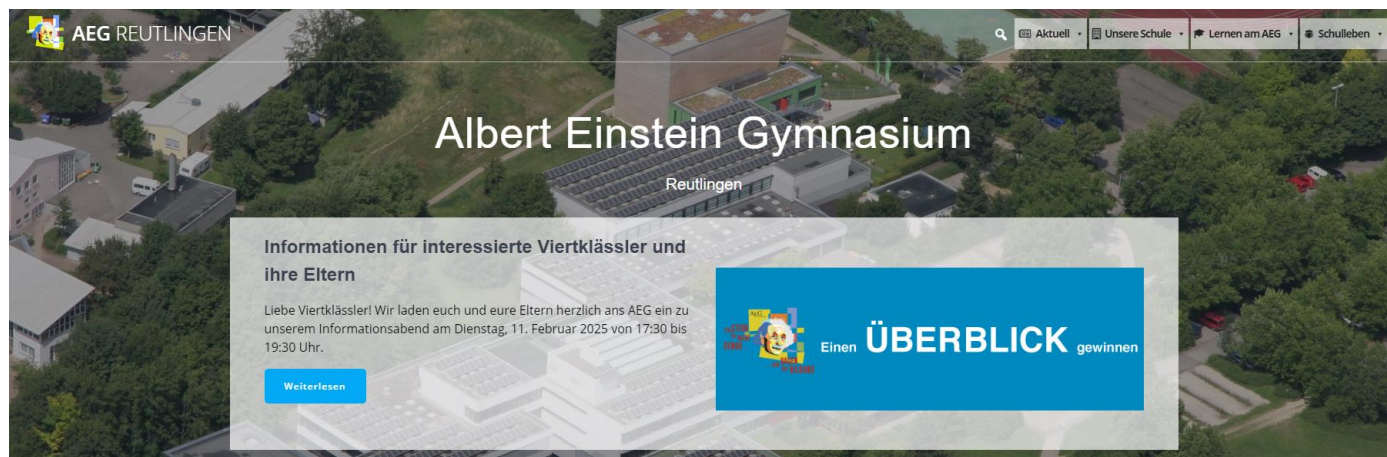 AEG REUTLINGEN
Aktuell
Unsere Schule
Lernen am AEG
Schulleben
Albert Einstein Gymnasium
Reutlingen
Informationen für interessierte Viertklässler und
ihre Eltern
Liebe Viertklässler! Wir laden euch und eure Eltern herzlich ans AEG ein zu
unserem Informationsabend am Dienstag, 11. Februar 2025 von 17:30 bis
19:30 Uhr.
Weiterlesen
AEG
Einen ÜBERBLICK gewinnen